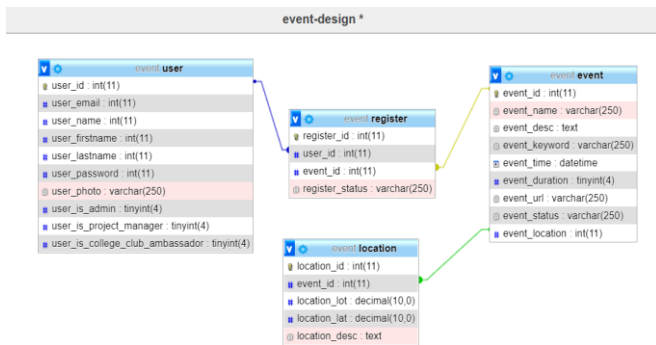 event-design *
event user
user_id : int(11)
user_email : int(11)
user_name : int(11)
user_firstname : int(11)
user_lastname : int(11)
user_password : int(11)
user_photo : varchar(250)
user_is_admin : tinyint(4)
user_is_project_manager : tinyint(4)
user_is_college_club_ambassador : tinyint(4)
event register
register_id : int(11)
user_id : int(11)
event_id : int(11)
register_status : varchar(250)
event event
event_id : int(11)
event_name : varchar(250)
event_desc : text
event_keyword : varchar(250)
event_time : datetime
event_duration : tinyint(4)
event_url : varchar(250)
event_status : varchar(250)
event_location : int(11)
event location
location_id : int(11)
event_id : int(11)
location_lot : decimal(10,0)
location_lat : decimal(10,0)
location_desc : text